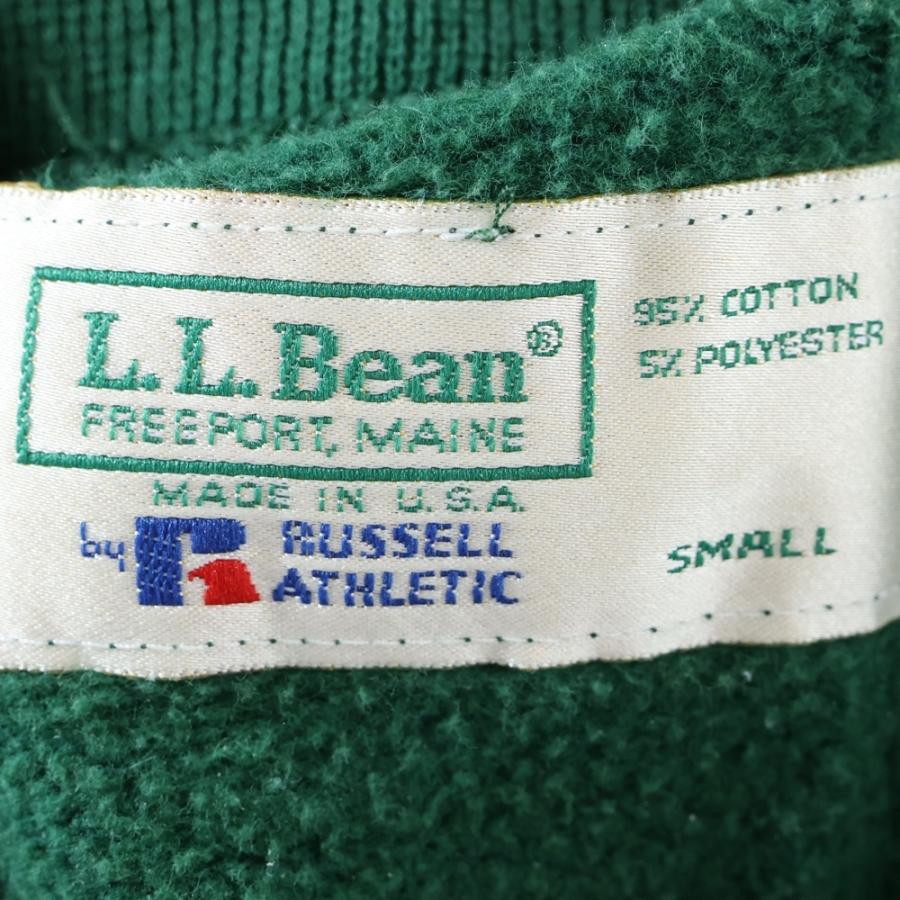 L.L.Bean®
FREEPORT, MAINE
MADE IN U.S.A.
by RUSSELL
ATHLETIC
95% COTTON
5% POLYESTER
SMALL